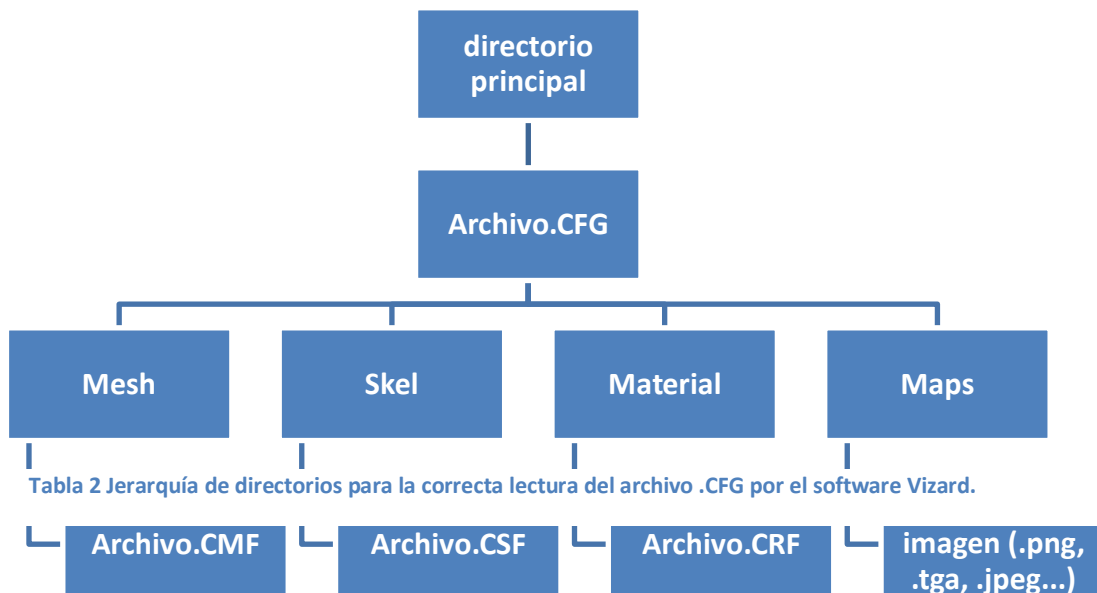 directorio
principal
Archivo.CFG
Mesh
Skel
Material
Maps
Tabla 2 Jerarquía de directorios para la correcta lectura del archivo .CFG por el software Vizard.
Archivo.CMF
Archivo.CSF
Archivo.CRF
imagen (.png,
.tga, .jpeg...)